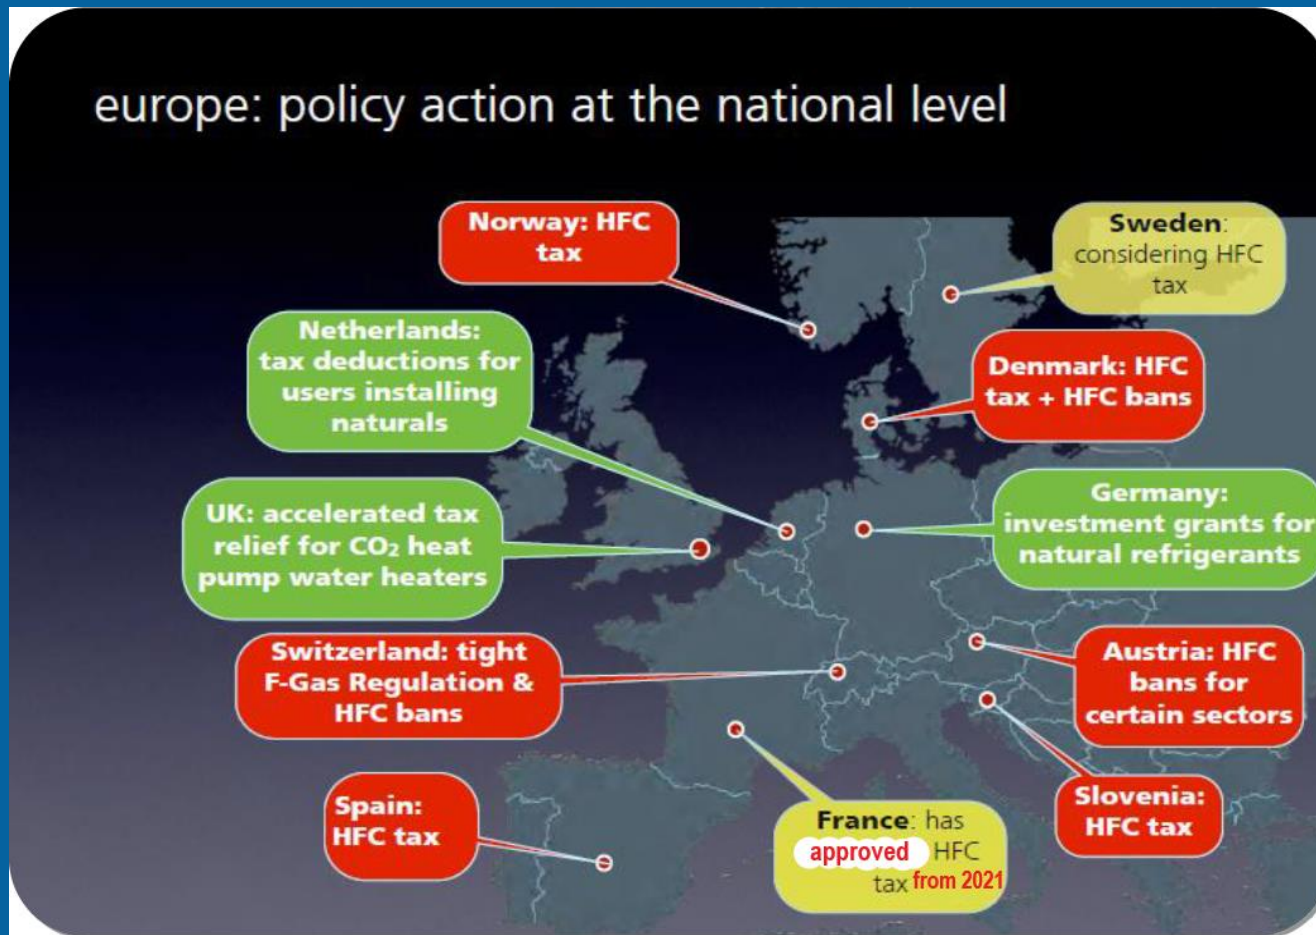 europe: policy action at the national level
Norway: HFC
tax
Sweden:
considering HFC
tax
Netherlands:
tax deductions for
users installing
naturals
Denmark: HFC
tax + HFC bans
UK: accelerated tax
relief for CO₂ heat
pump water heaters
Germany:
investment grants for
natural refrigerants
Switzerland: tight
F-Gas Regulation &
HFC bans
Austria: HFC
bans for
certain sectors
Spain:
HFC tax
France: has
approved HFC
tax from 2021
Slovenia:
HFC tax